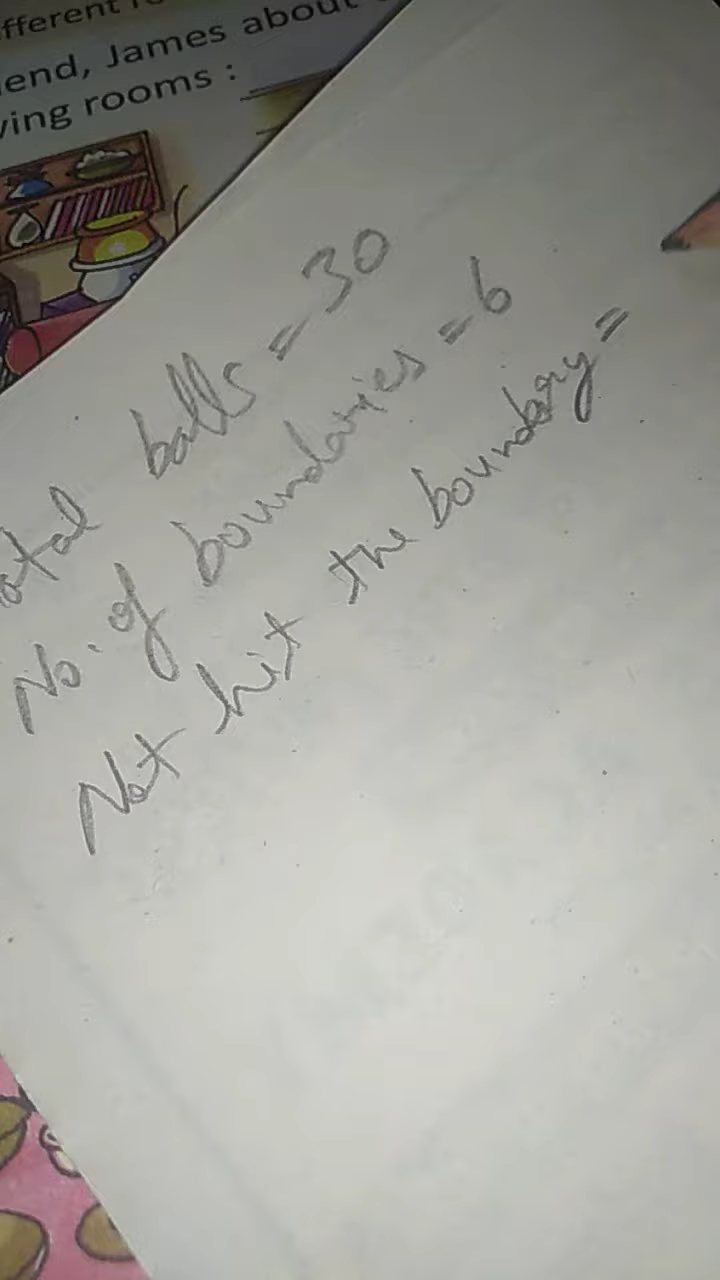 fferent
end, James about
ving rooms :
otal balls = 30
No. of boundaries = 6
Not hit the boundary =